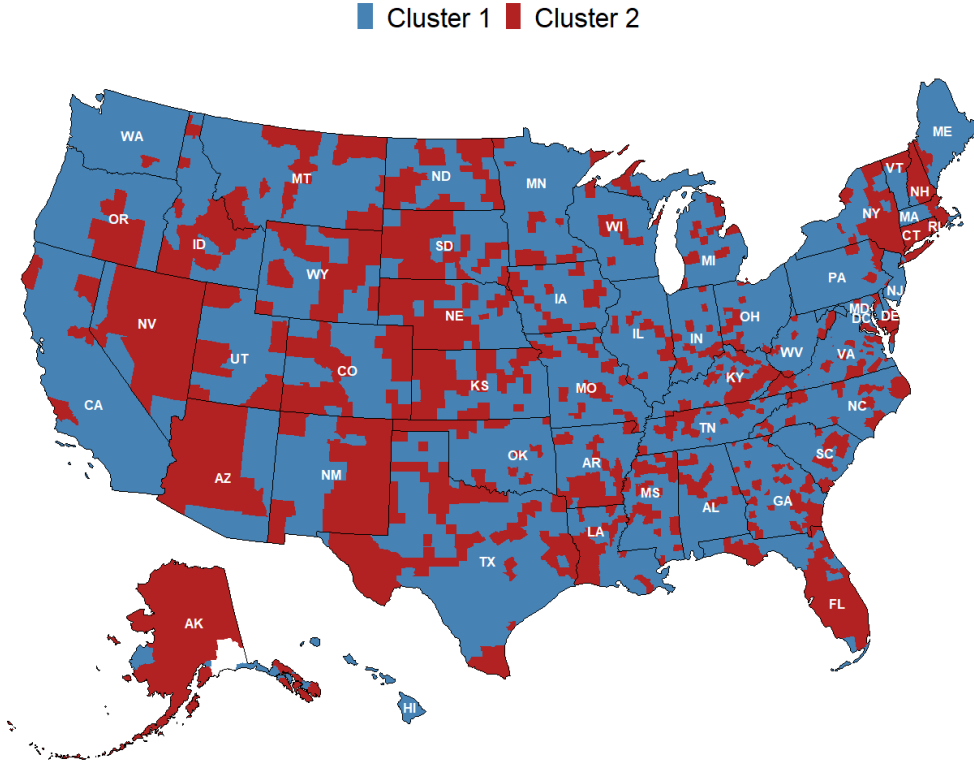 Cluster 1 Cluster 2
WA
ME
MT
ND
MN
VT
NH
OR
ID
SD
WI
NY
MA
CT
RI
WY
MI
PA
NV
NE
IA
NJ
UT
CO
IL
IN
OH
MD
DC
DE
KS
MO
KY
WV
VA
CA
NC
TN
AZ
NM
OK
AR
SC
MS
AL
GA
TX
LA
FL
AK
HI